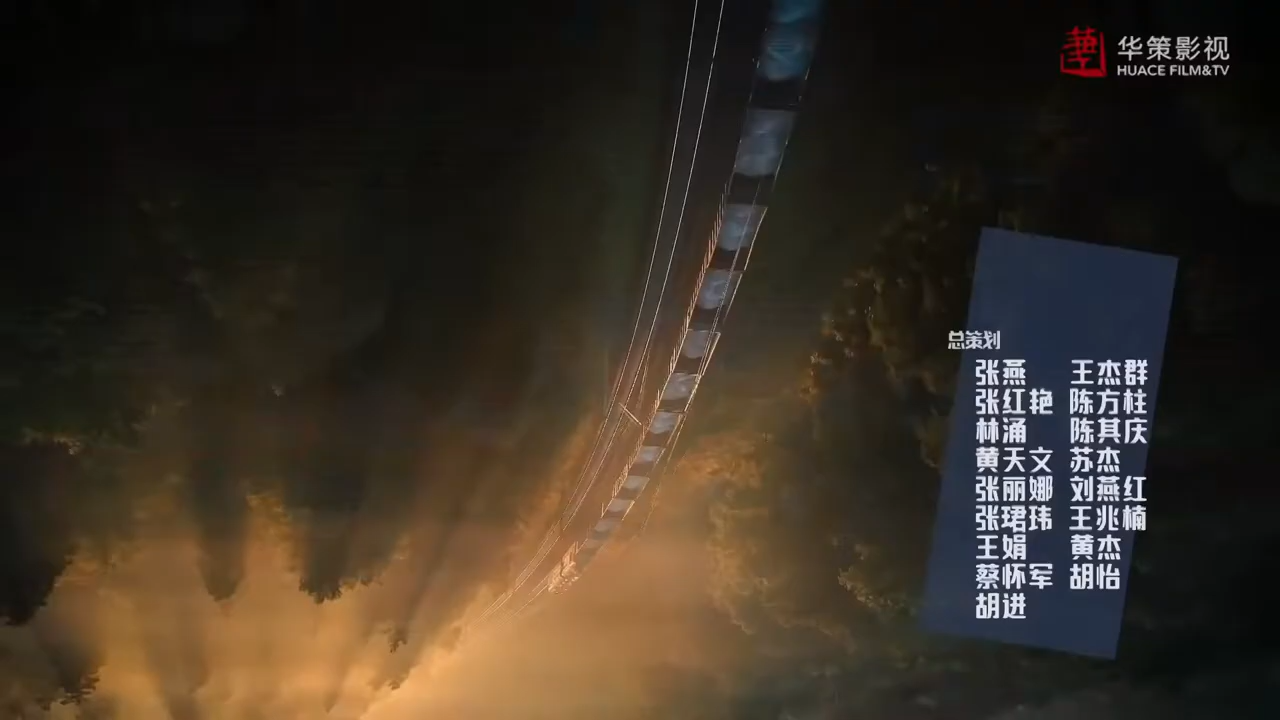 華
华策影视
HUACE FILM&TV
总策划
张燕 王杰群
张红艳 陈方柱
林涌 陈其庆
黄天文 苏杰
张丽娜 刘燕红
张珺玮 王兆楠
王娟 黄杰
蔡怀军 胡怡
胡进